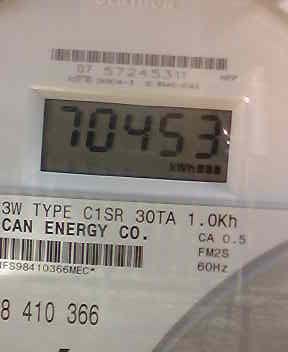 07 57245311
70453
kWh
3W TYPE C1SR 30TA 1.0Kh
CAN ENERGY CO.
CA 0.5
FM2S
60Hz
IFS98410366MEC*
8 410 366